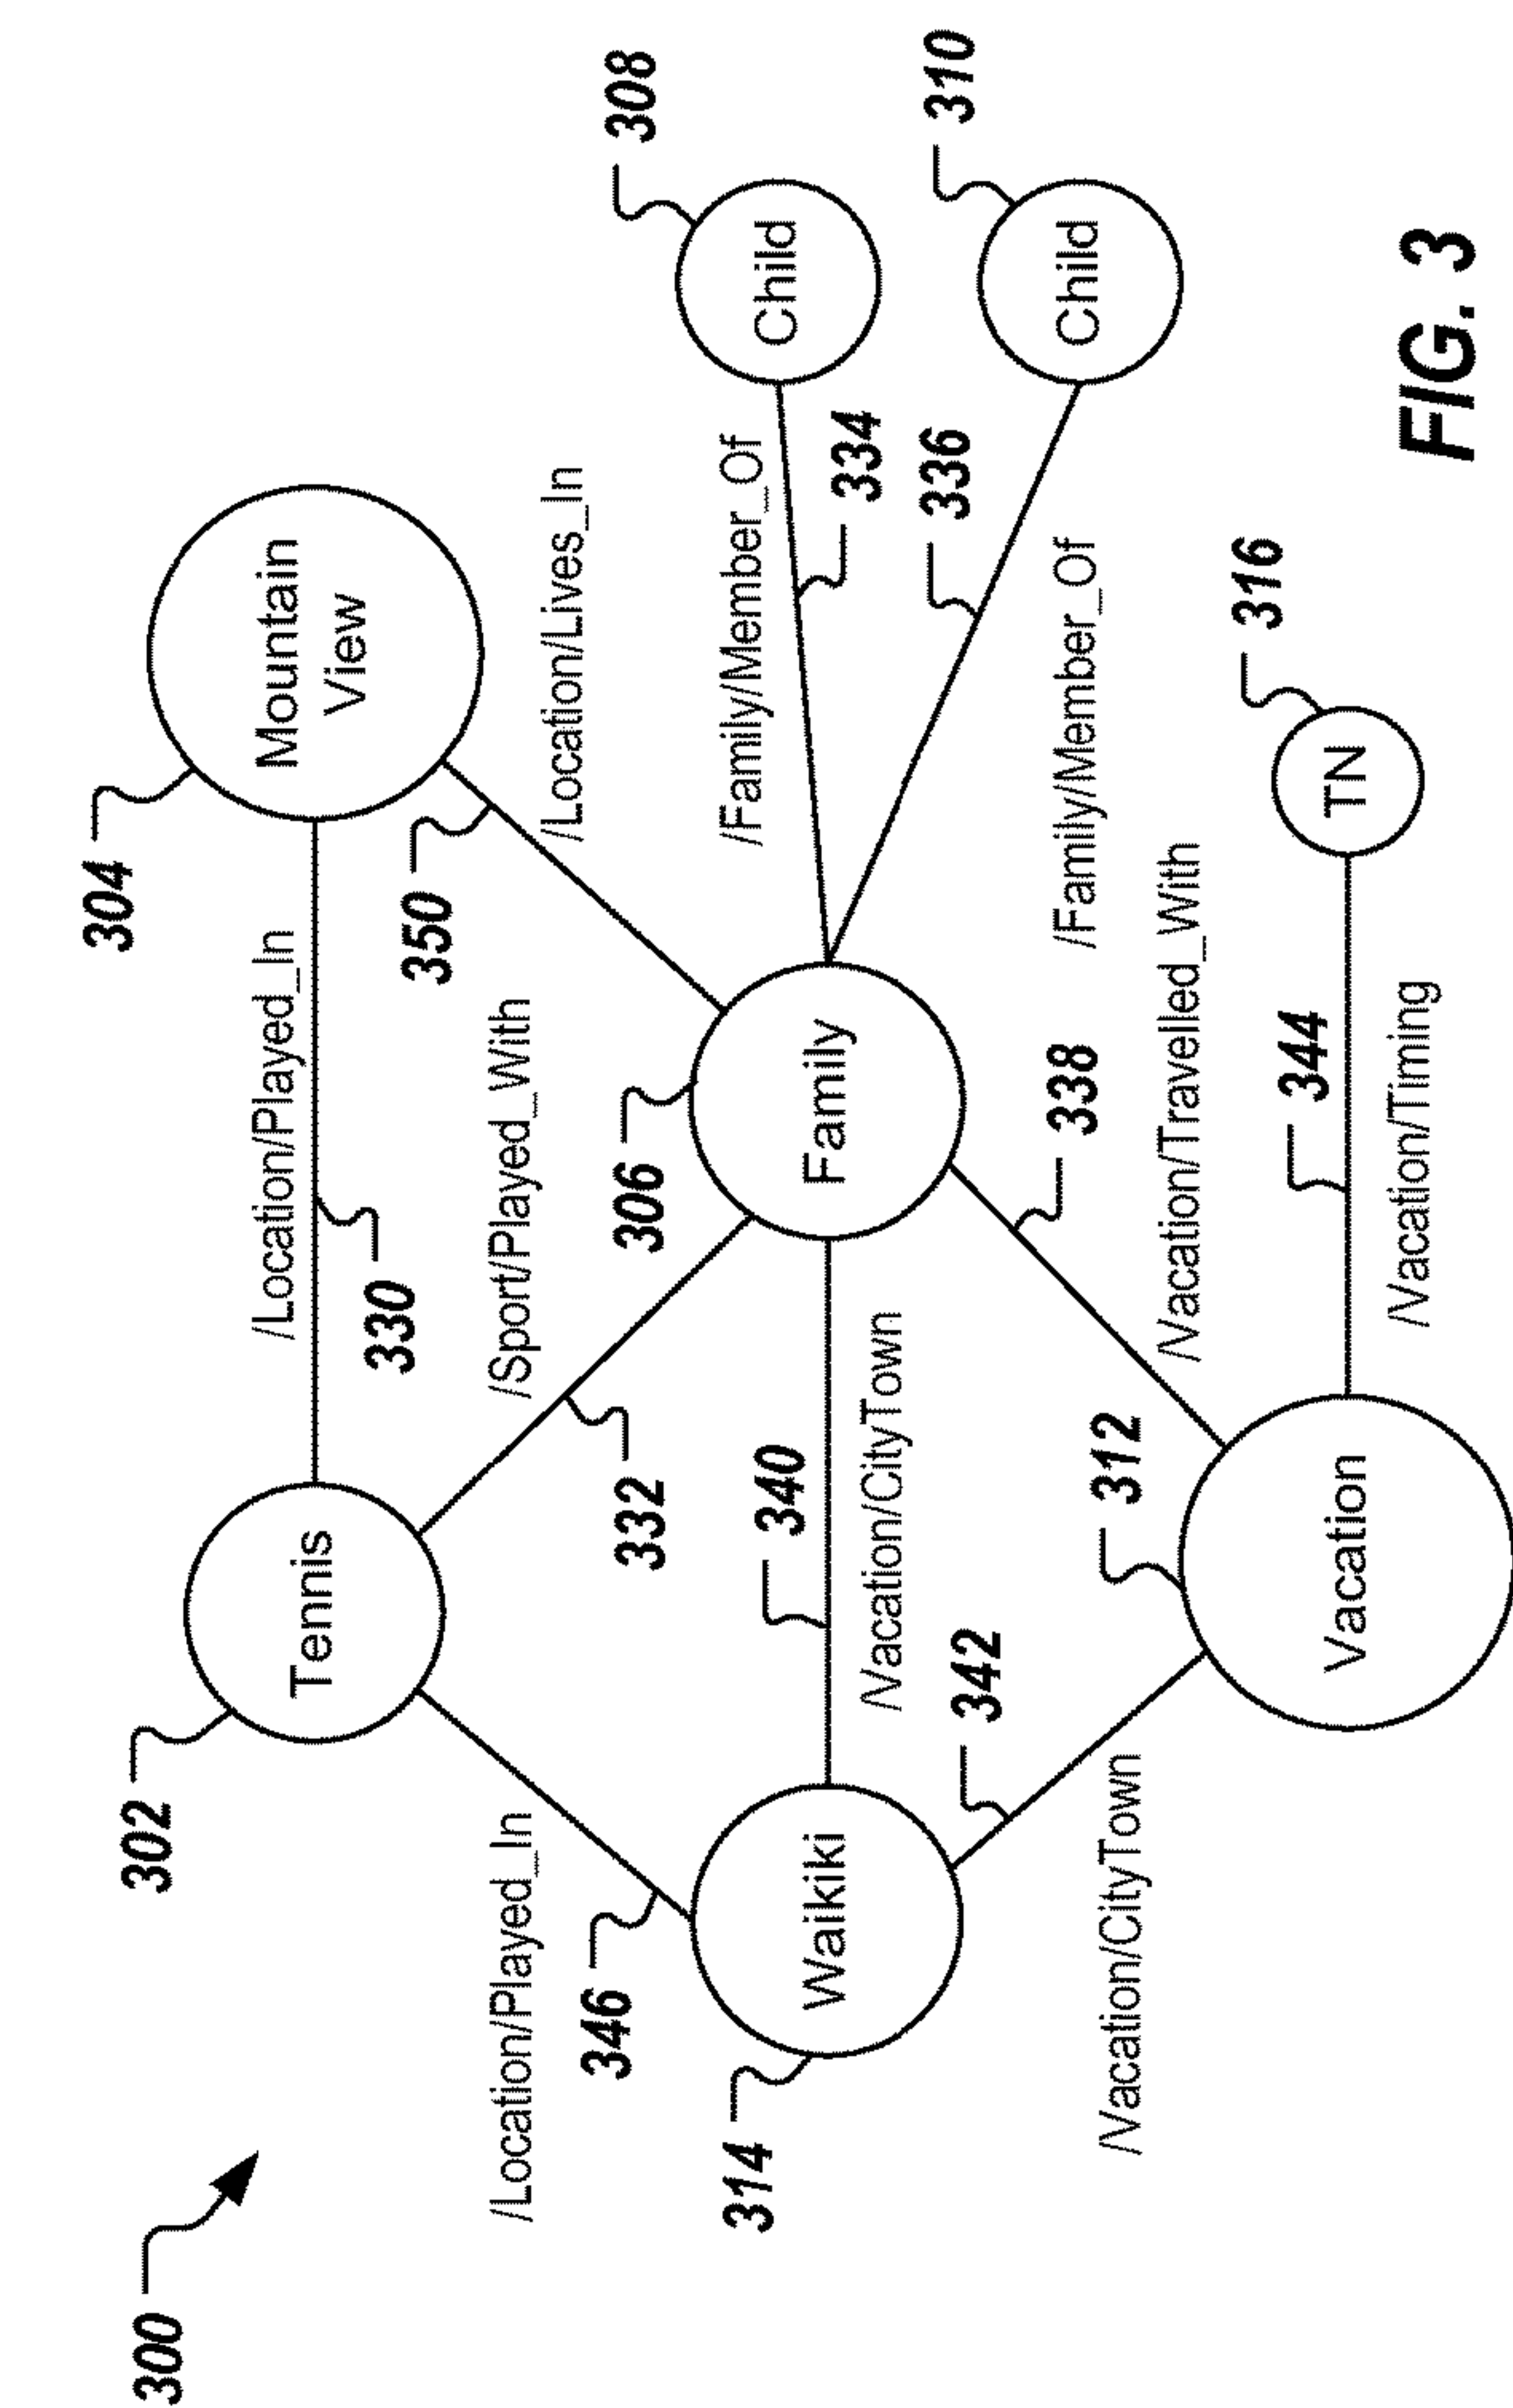 300
302
Tennis
/Location/Played_In
330
304
Mountain
View
/Location/Played_In
346
/Sport/Played_With
332
350
/Location/Lives_In
314
Waikiki
340
/Vacation/CityTown
306
Family
/Family/Member_Of
334
308
Child
336
/Family/Member_Of
310
Child
342
/Vacation/CityTown
312
Vacation
338
/Vacation/Travelled_With
344
/Vacation/Timing
316
TN
FIG. 3